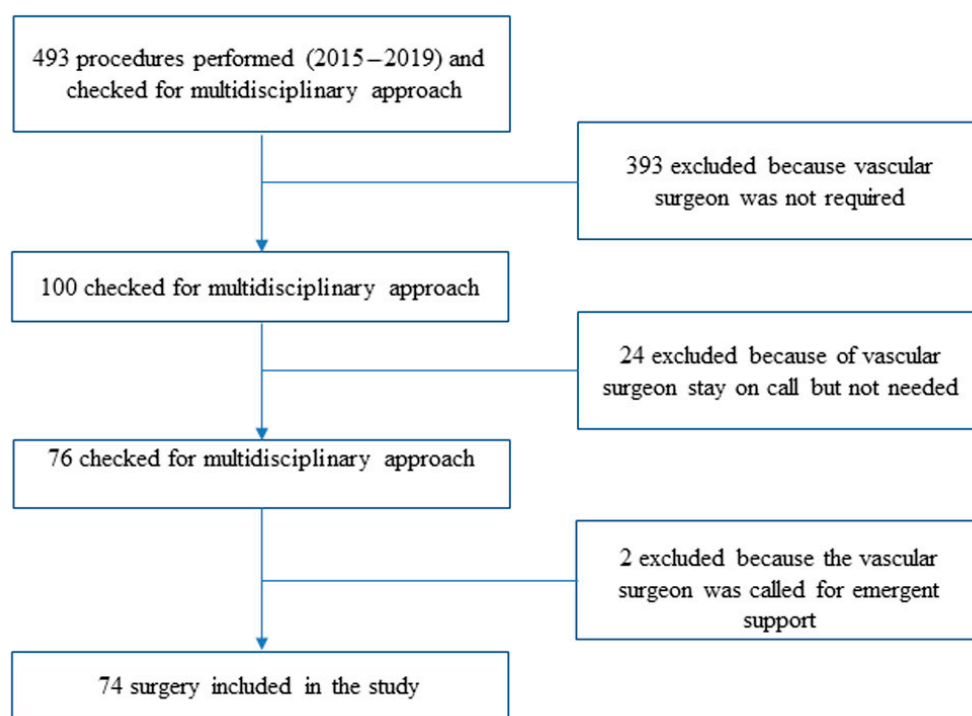 493 procedures performed (2015–2019) and
checked for multidisciplinary approach
393 excluded because vascular
surgeon was not required
100 checked for multidisciplinary approach
24 excluded because of vascular
surgeon stay on call but not needed
76 checked for multidisciplinary approach
2 excluded because the vascular
surgeon was called for emergent
support
74 surgery included in the study